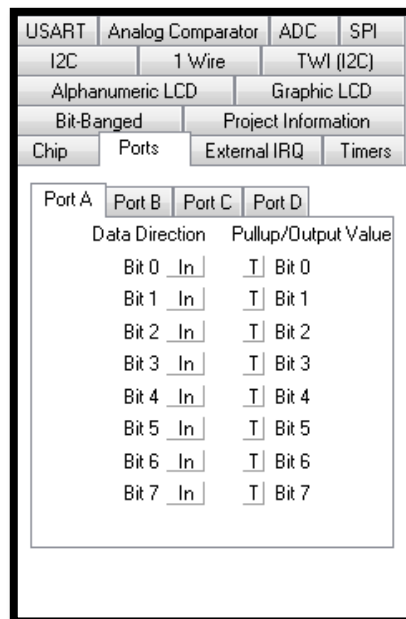 USART Analog Comparator ADC SPI
I2C 1 Wire TWI (I2C)
Alphanumeric LCD Graphic LCD
Bit-Banged Project Information
Chip Ports External IRQ Timers
Port A Port B Port C Port D
Data Direction Pullup/Output Value
Bit 0 In T Bit 0
Bit 1 In T Bit 1
Bit 2 In T Bit 2
Bit 3 In T Bit 3
Bit 4 In T Bit 4
Bit 5 In T Bit 5
Bit 6 In T Bit 6
Bit 7 In T Bit 7